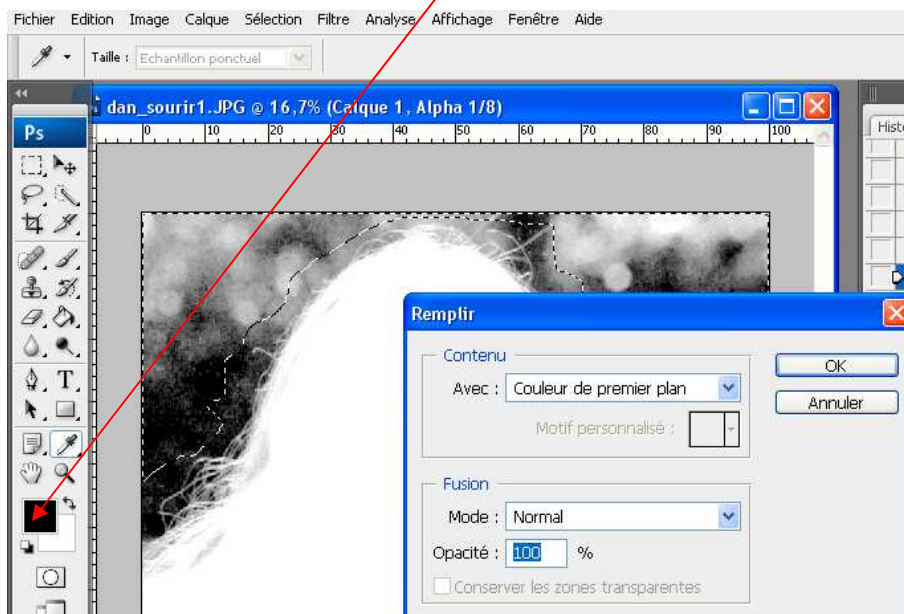 Fichier Edition Image Calque Sélection Filtre Analyse Affichage Fenêtre Aide
Taille : Echantillon ponctuel
dan_sourir1.JPG @ 16,7% (Calque 1, Alpha 1/8)
Ps
0 10 20 30 40 50 60 70 80 90 100
Hist
Remplir
Contenu
Avec : Couleur de premier plan
OK
Annuler
Motif personnalisé :
Fusion
Mode : Normal
Opacité : 100 %
Conserver les zones transparentes